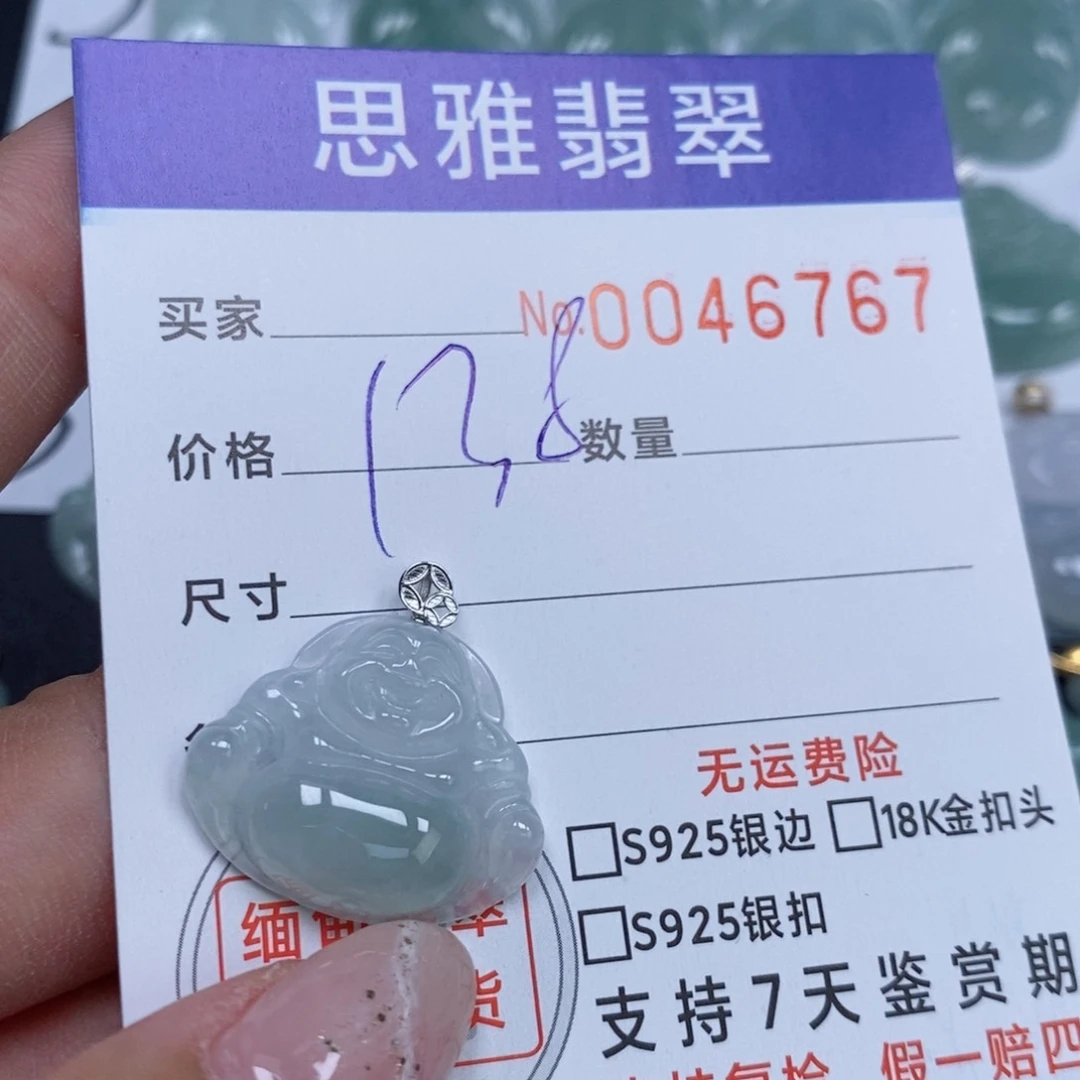 思雅翡翠
买家 No.0046767
价格 数量
尺寸
无运费险
□S925银边 □18K金扣头
□S925银扣
缅
货
支持7天鉴赏期
假一赔四